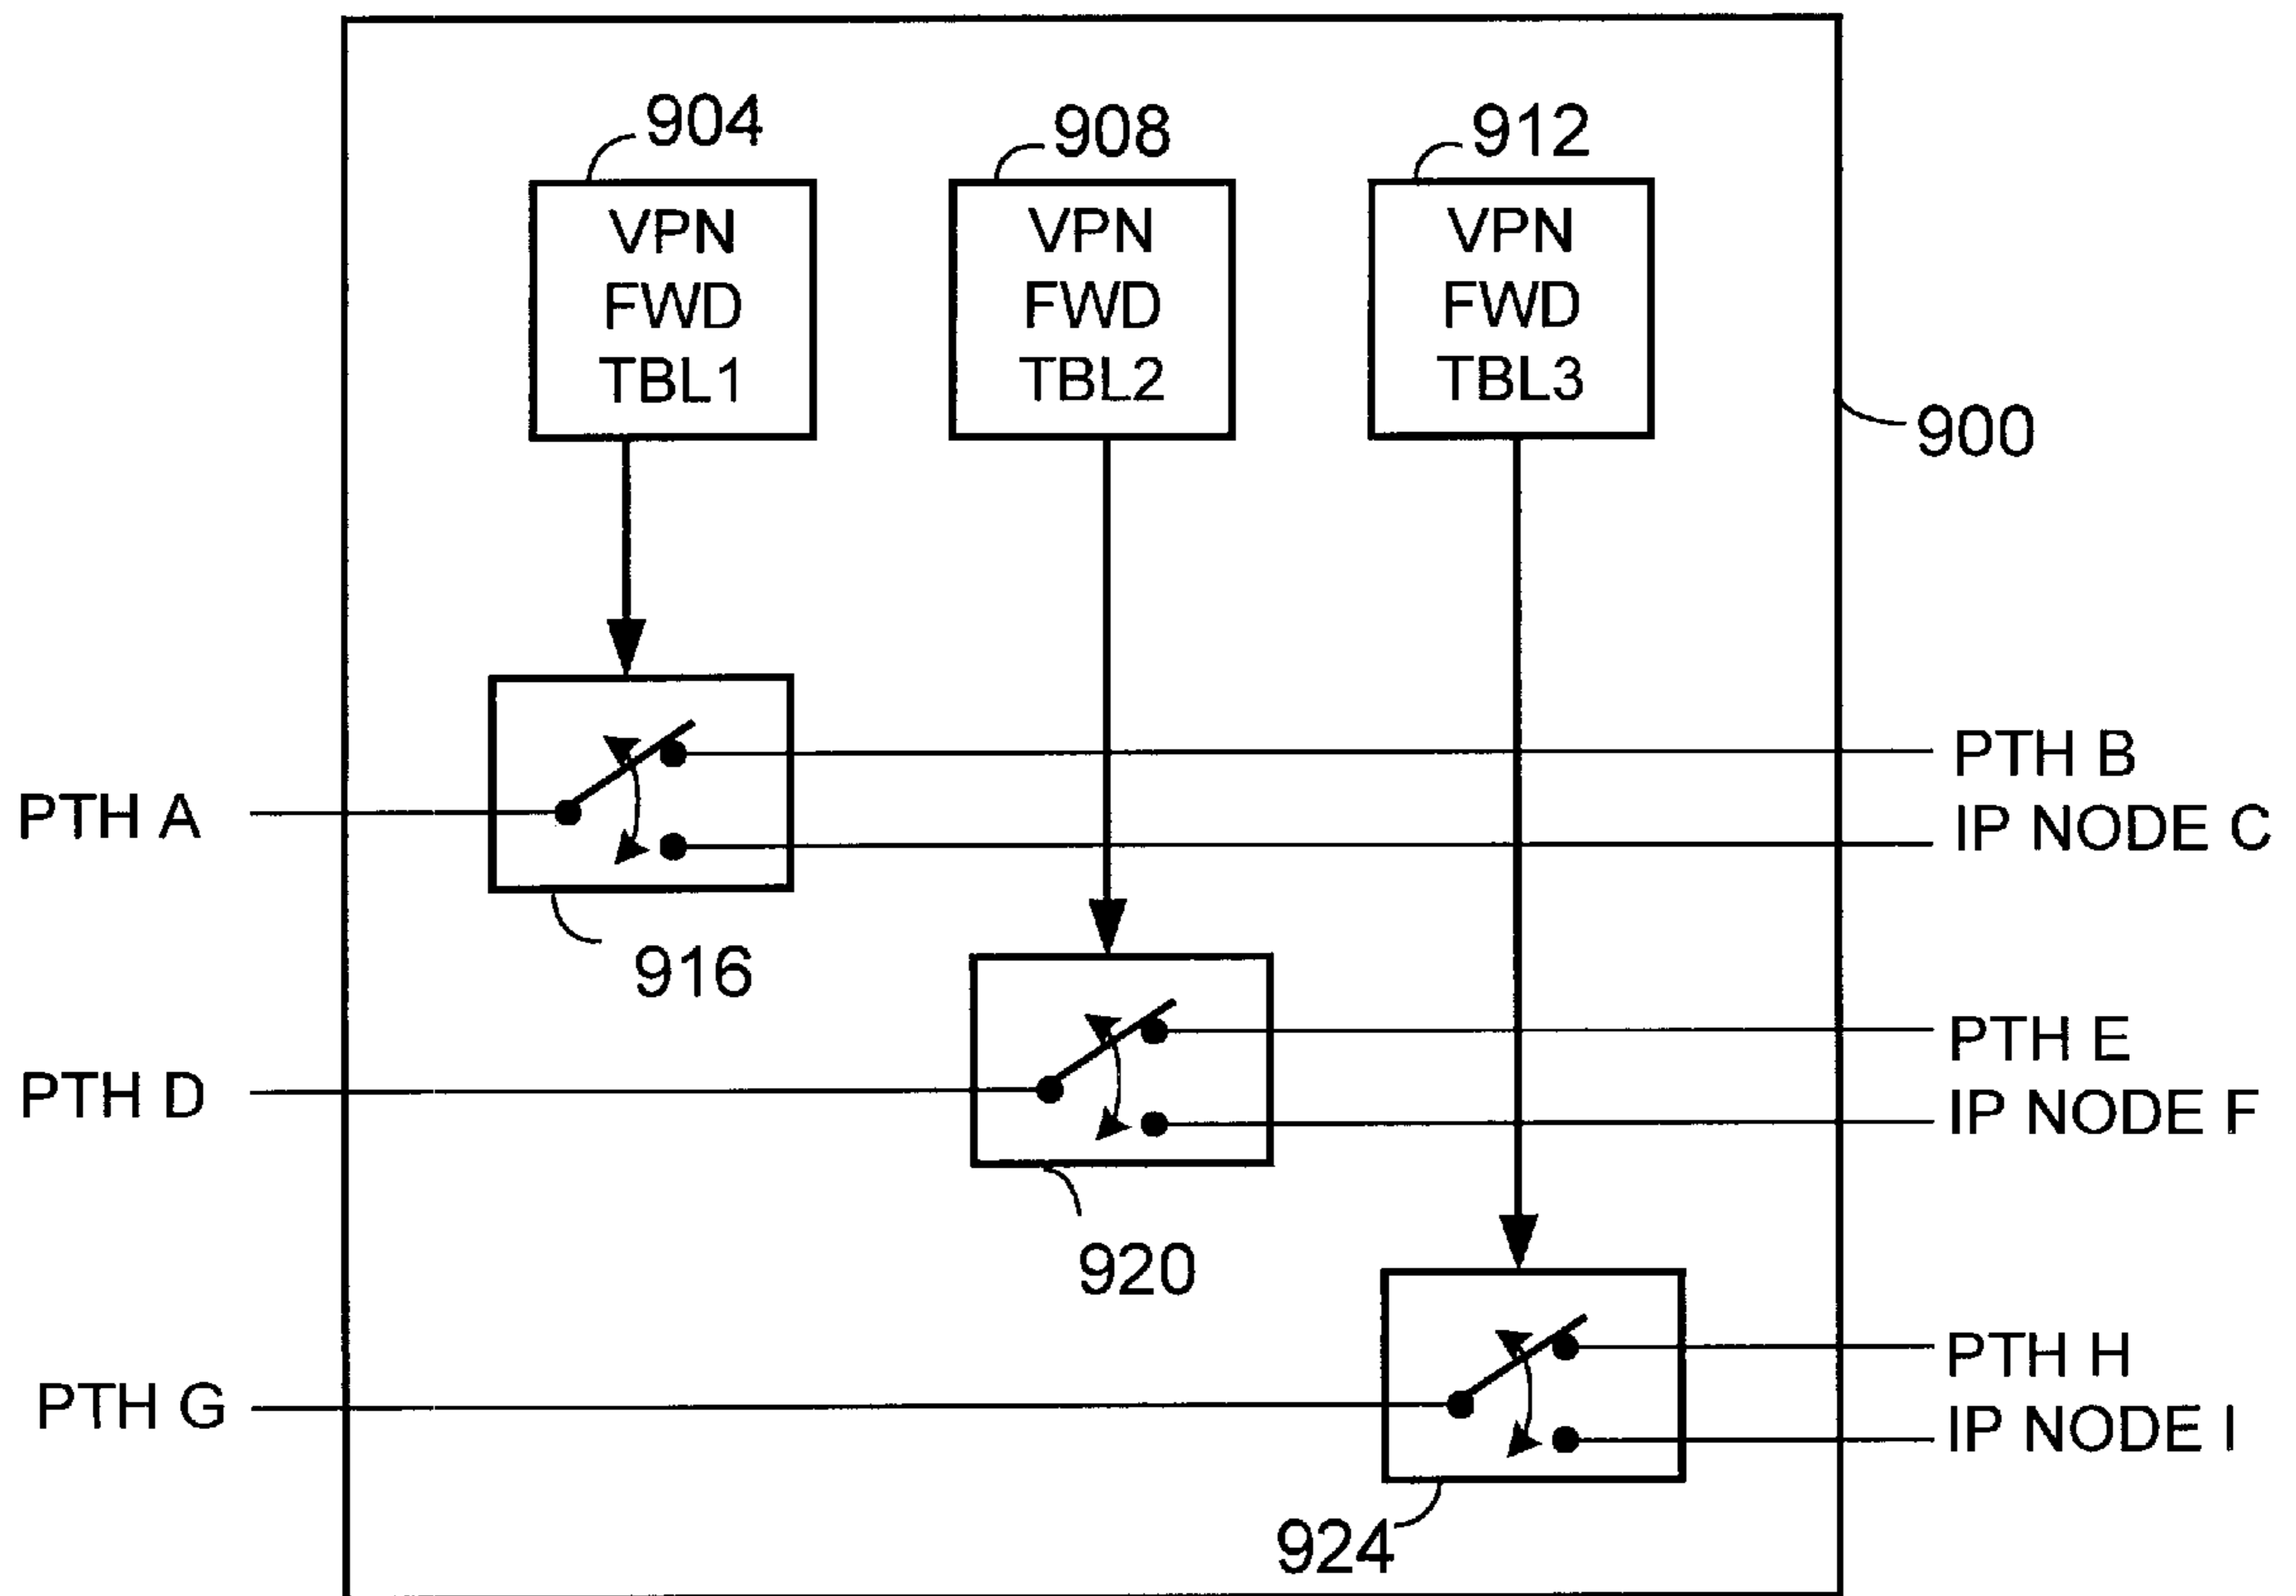 904
908
912
VPN
FWD
TBL1
VPN
FWD
TBL2
VPN
FWD
TBL3
900
PTH A
PTH B
IP NODE C
916
PTH D
PTH E
IP NODE F
920
PTH G
PTH H
IP NODE I
924